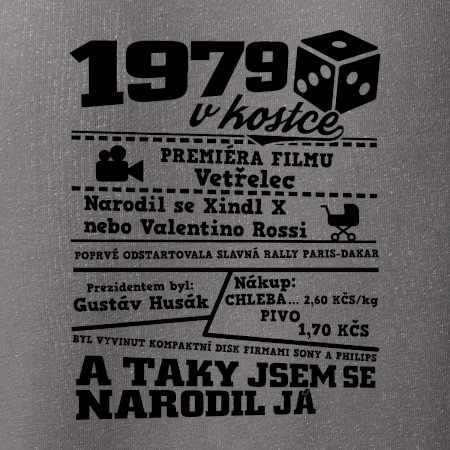 1979
v kostce
PREMIÉRA FILMU
Vetřelec
Narodil se Xindl X
nebo Valentino Rossi
POPRVÉ ODSTARTOVALA SLAVNÁ RALLY PARIS-DAKAR
Prezidentem byl:
Gustáv Husák
Nákup:
CHLEBA... 2,60 KČS/kg
PIVO
1,70 KČS
BYL VYVINUT KOMPAKTNÍ DISK FIRMAMI SONY A PHILIPS
A TAKY JSEM SE
NARODIL JÁ